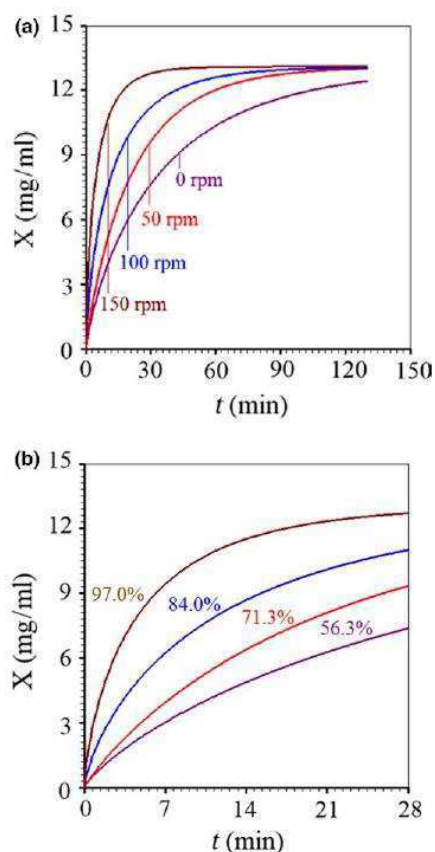 (a)
15
12
9
6
3
0
X (mg/ml)
0 rpm
50 rpm
100 rpm
150 rpm
0 30 60 90 120 150
t (min)
(b)
15
12
9
6
3
0
X (mg/ml)
97.0%
84.0%
71.3%
56.3%
0 7 14 21 28
t (min)